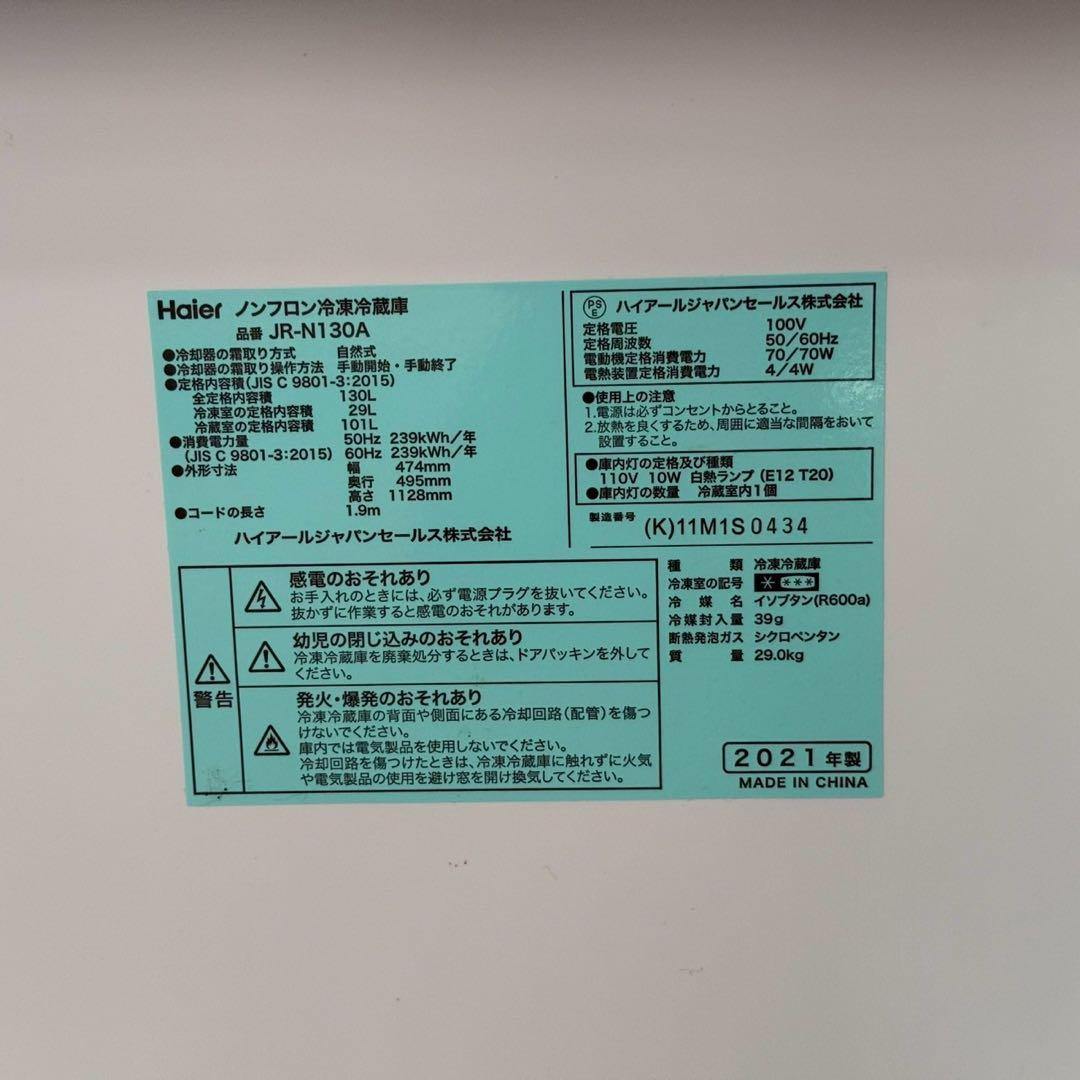 Haier ノンフロン冷凍冷蔵庫
品番 JR-N130A
●冷却器の霜取り方式 自然式
●冷却器の霜取り操作方法 手動開始・手動終了
●定格内容積(JIS C 9801-3:2015)
全定格内容積 130L
冷凍室の定格内容積 29L
冷蔵室の定格内容積 101L
●消費電力量 50Hz 239kWh/年
(JIS C 9801-3:2015) 60Hz 239kWh/年
●外形寸法 幅 474mm
奥行 495mm
高さ 1128mm
●コードの長さ 1.9m
ハイアールジャパンセールス株式会社
PSE ハイアールジャパンセールス株式会社
定格電圧 100V
定格周波数 50/60Hz
電動機定格消費電力 70/70W
電熱装置定格消費電力 4/4W
●使用上の注意
1.電源は必ずコンセントからとること。
2.放熱を良くするため、周囲に適当な間隔をおいて
設置すること。
●庫内灯の定格及び種類
110V 10W 白熱ランプ (E12 T20)
●庫内灯の数量 冷蔵室内1個
製造番号 (K)11M1S0434
警告
感電のおそれあり
お手入れのときには、必ず電源プラグを抜いてください。
抜かずに作業すると感電のおそれがあります。
幼児の閉じ込みのおそれあり
冷凍冷蔵庫を廃棄処分するときは、ドアパッキンを外して
ください。
発火・爆発のおそれあり
冷凍冷蔵庫の背面や側面にある冷却回路(配管)を傷つ
けないでください。
庫内では電気製品を使用しないでください。
冷却回路を傷つけたときは、冷凍冷蔵庫に触れずに火気
や電気製品の使用を避け窓を開け換気してください。
種類 冷凍冷蔵庫
冷凍室の記号 * ***
冷媒名 イソブタン(R600a)
冷媒封入量 39g
断熱発泡ガス シクロペンタン
質量 29.0kg
2021年製
MADE IN CHINA